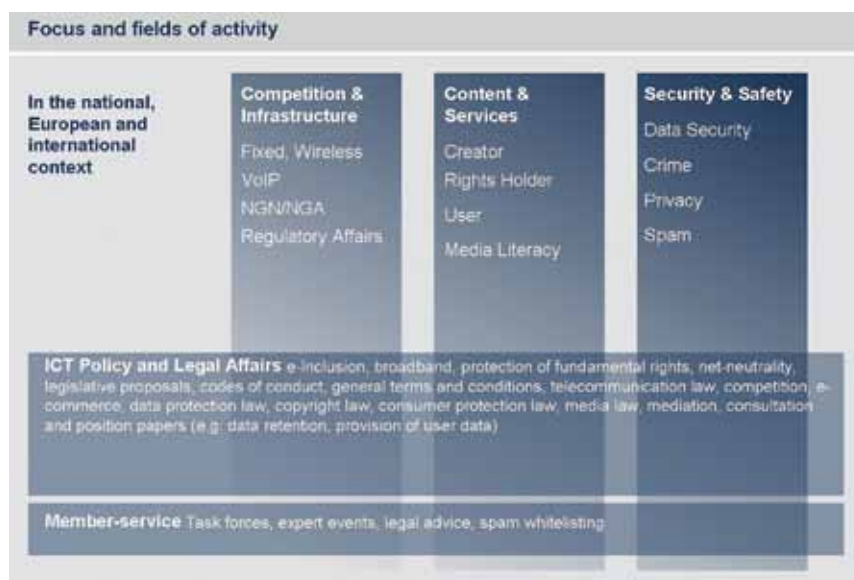 Focus and fields of activity
In the national,
European and
international
context
Competition &
Infrastructure
Fixed, Wireless
VoIP
NGN/NGA
Regulatory Affairs
Content &
Services
Creator
Rights Holder
User
Media Literacy
Security & Safety
Data Security
Crime
Privacy
Spam
ICT Policy and Legal Affairs e-inclusion, broadband, protection of fundamental rights, net-neutrality,
legislative proposals, codes of conduct, general terms and conditions, telecommunication law, competition, e-
commerce, data protection law, copyright law, consumer protection law, media law, mediation, consultation
and position papers (e.g: data retention, provision of user data)
Member-service Task forces, expert events, legal advice, spam whitelisting